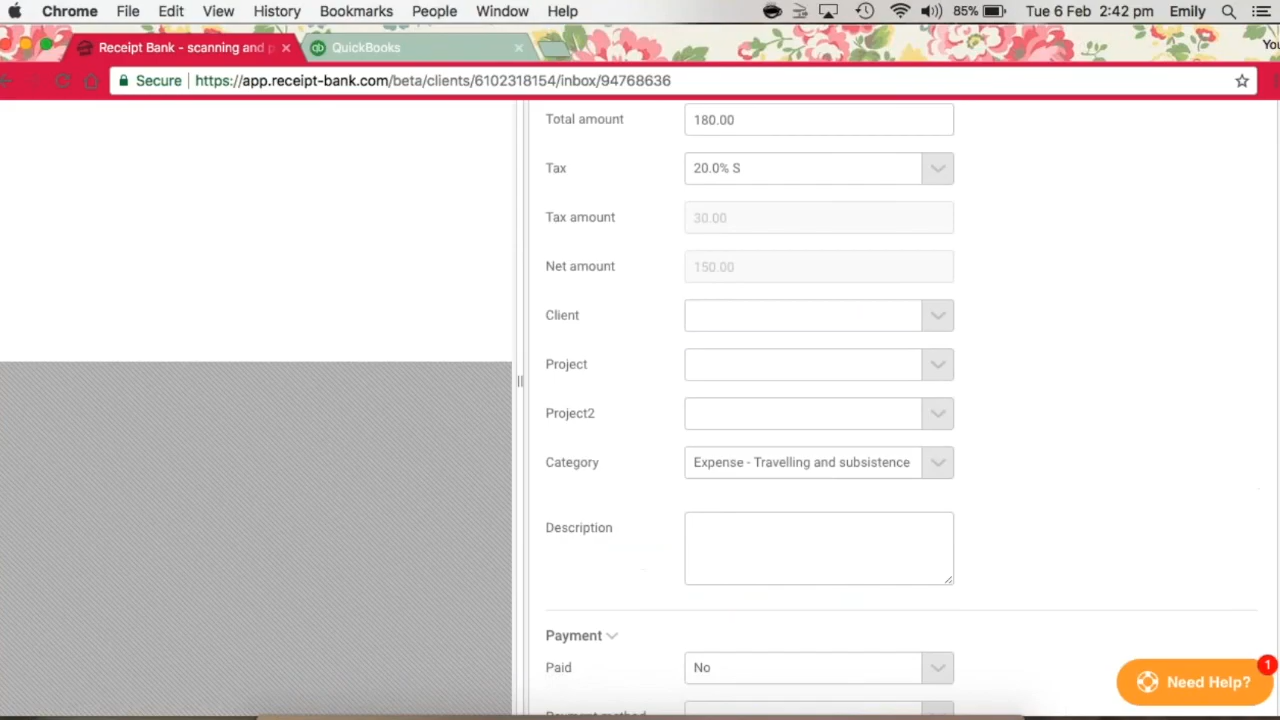 Chrome File Edit View History Bookmarks People Window Help 85% Tue 6 Feb 2:42 pm Emily
Receipt Bank - scanning and p QuickBooks You
Secure https://app.receipt-bank.com/beta/clients/6102318154/inbox/94768636
Total amount 180.00
Tax 20.0% S
Tax amount 30.00
Net amount 150.00
Client
Project
Project2
Category Expense - Travelling and subsistence
Description
Payment
Paid No
Need Help? 1
Payment method